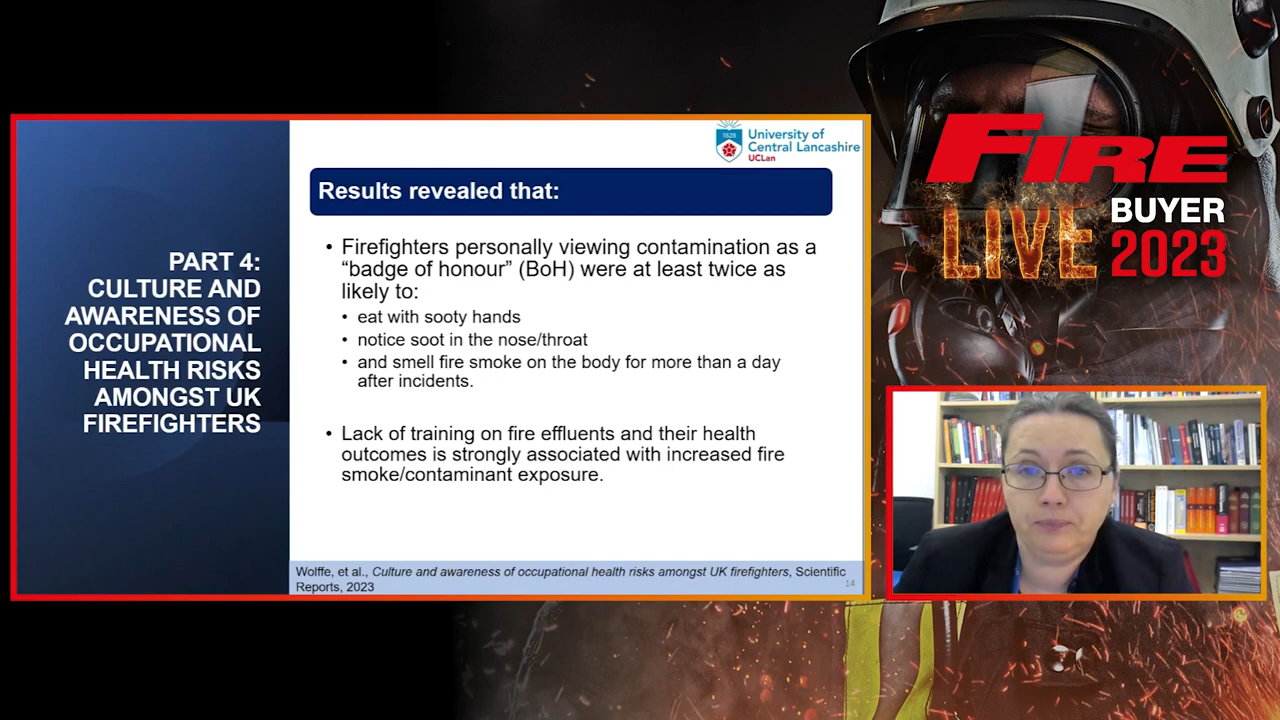 PART 4:
CULTURE AND
AWARENESS OF
OCCUPATIONAL
HEALTH RISKS
AMONGST UK
FIREFIGHTERS
1828
University of
Central Lancashire
UCLan
Results revealed that:
• Firefighters personally viewing contamination as a
“badge of honour” (BoH) were at least twice as
likely to:
• eat with sooty hands
• notice soot in the nose/throat
• and smell fire smoke on the body for more than a day
after incidents.
• Lack of training on fire effluents and their health
outcomes is strongly associated with increased fire
smoke/contaminant exposure.
Wolffe, et al., Culture and awareness of occupational health risks amongst UK firefighters, Scientific
Reports, 2023
14
FIRE
LIVE
BUYER
2023